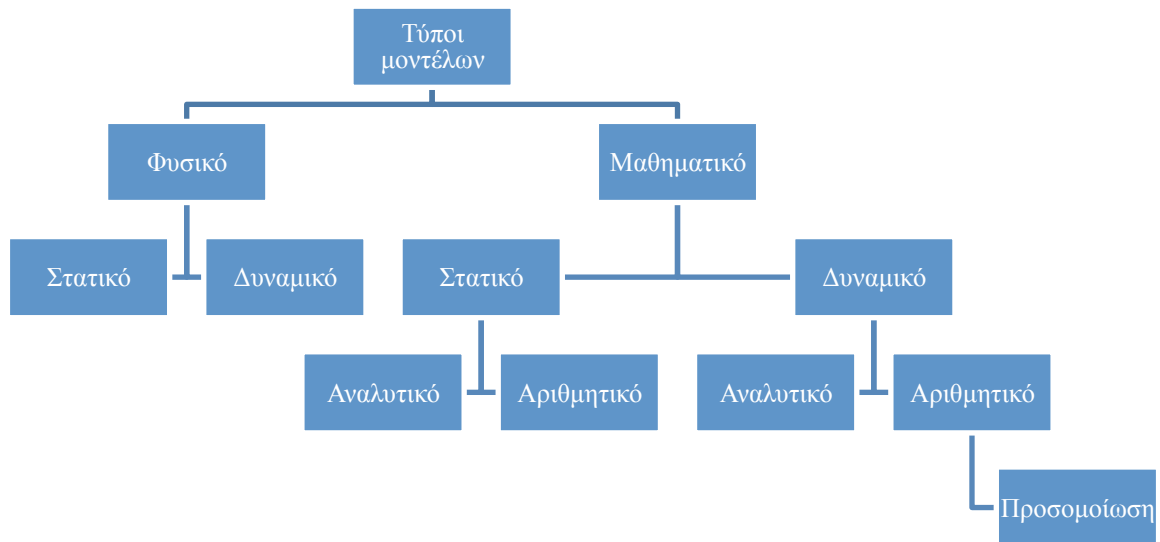 Τύποι
μοντέλων
Φυσικό
Μαθηματικό
Στατικό
Δυναμικό
Στατικό
Δυναμικό
Αναλυτικό
Αριθμητικό
Αναλυτικό
Αριθμητικό
Προσομοίωση